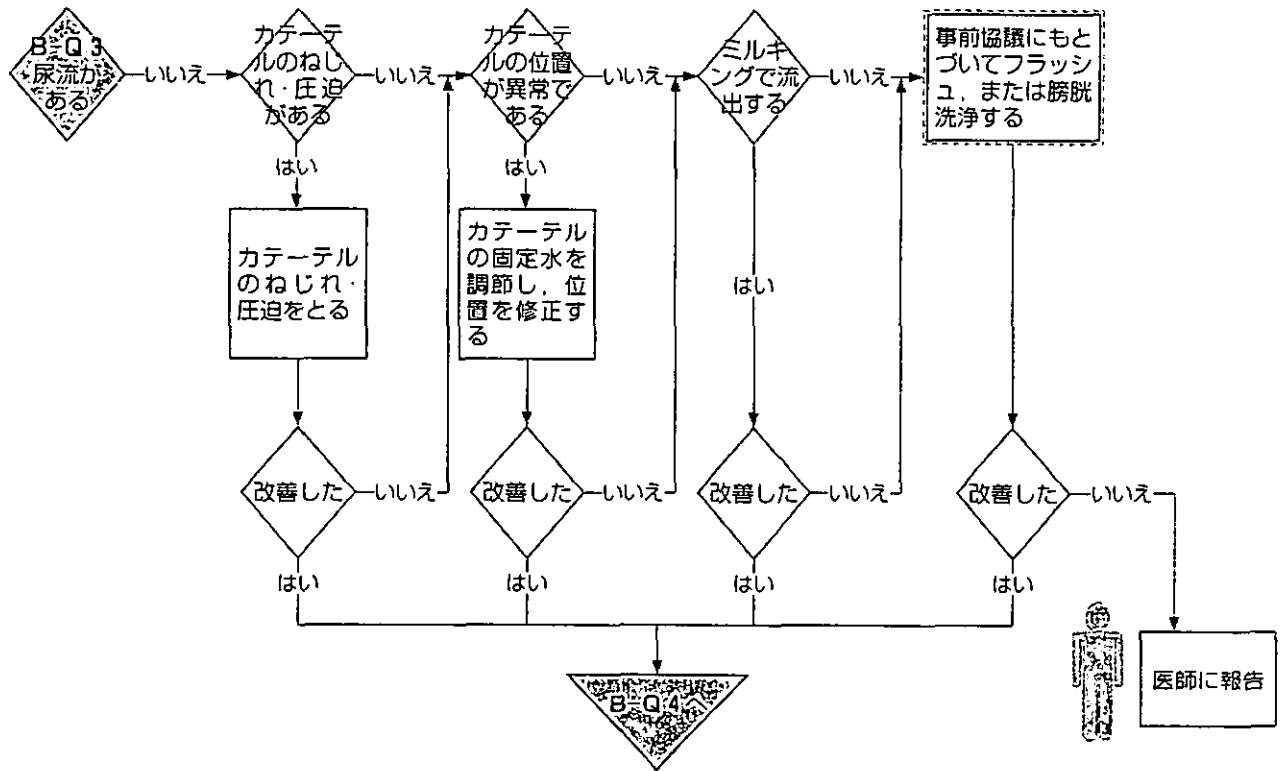 B-Q3
尿流が
ある
いいえ
カテーテ
ルのねじ
れ・圧迫
がある
いいえ
カテーテ
ルの位置
が異常で
ある
いいえ
ミルキ
ングで流
出する
いいえ
事前協議にもと
づいてフラッシ
ュ，または膀胱
洗浄する
はい
はい
カテーテル
のねじれ・
圧迫をとる
カテーテル
の固定水を
調節し，位
置を修正す
る
はい
改善した
いいえ
改善した
いいえ
改善した
いいえ
改善した
いいえ
はい
はい
はい
はい
B-Q4へ
医師に報告